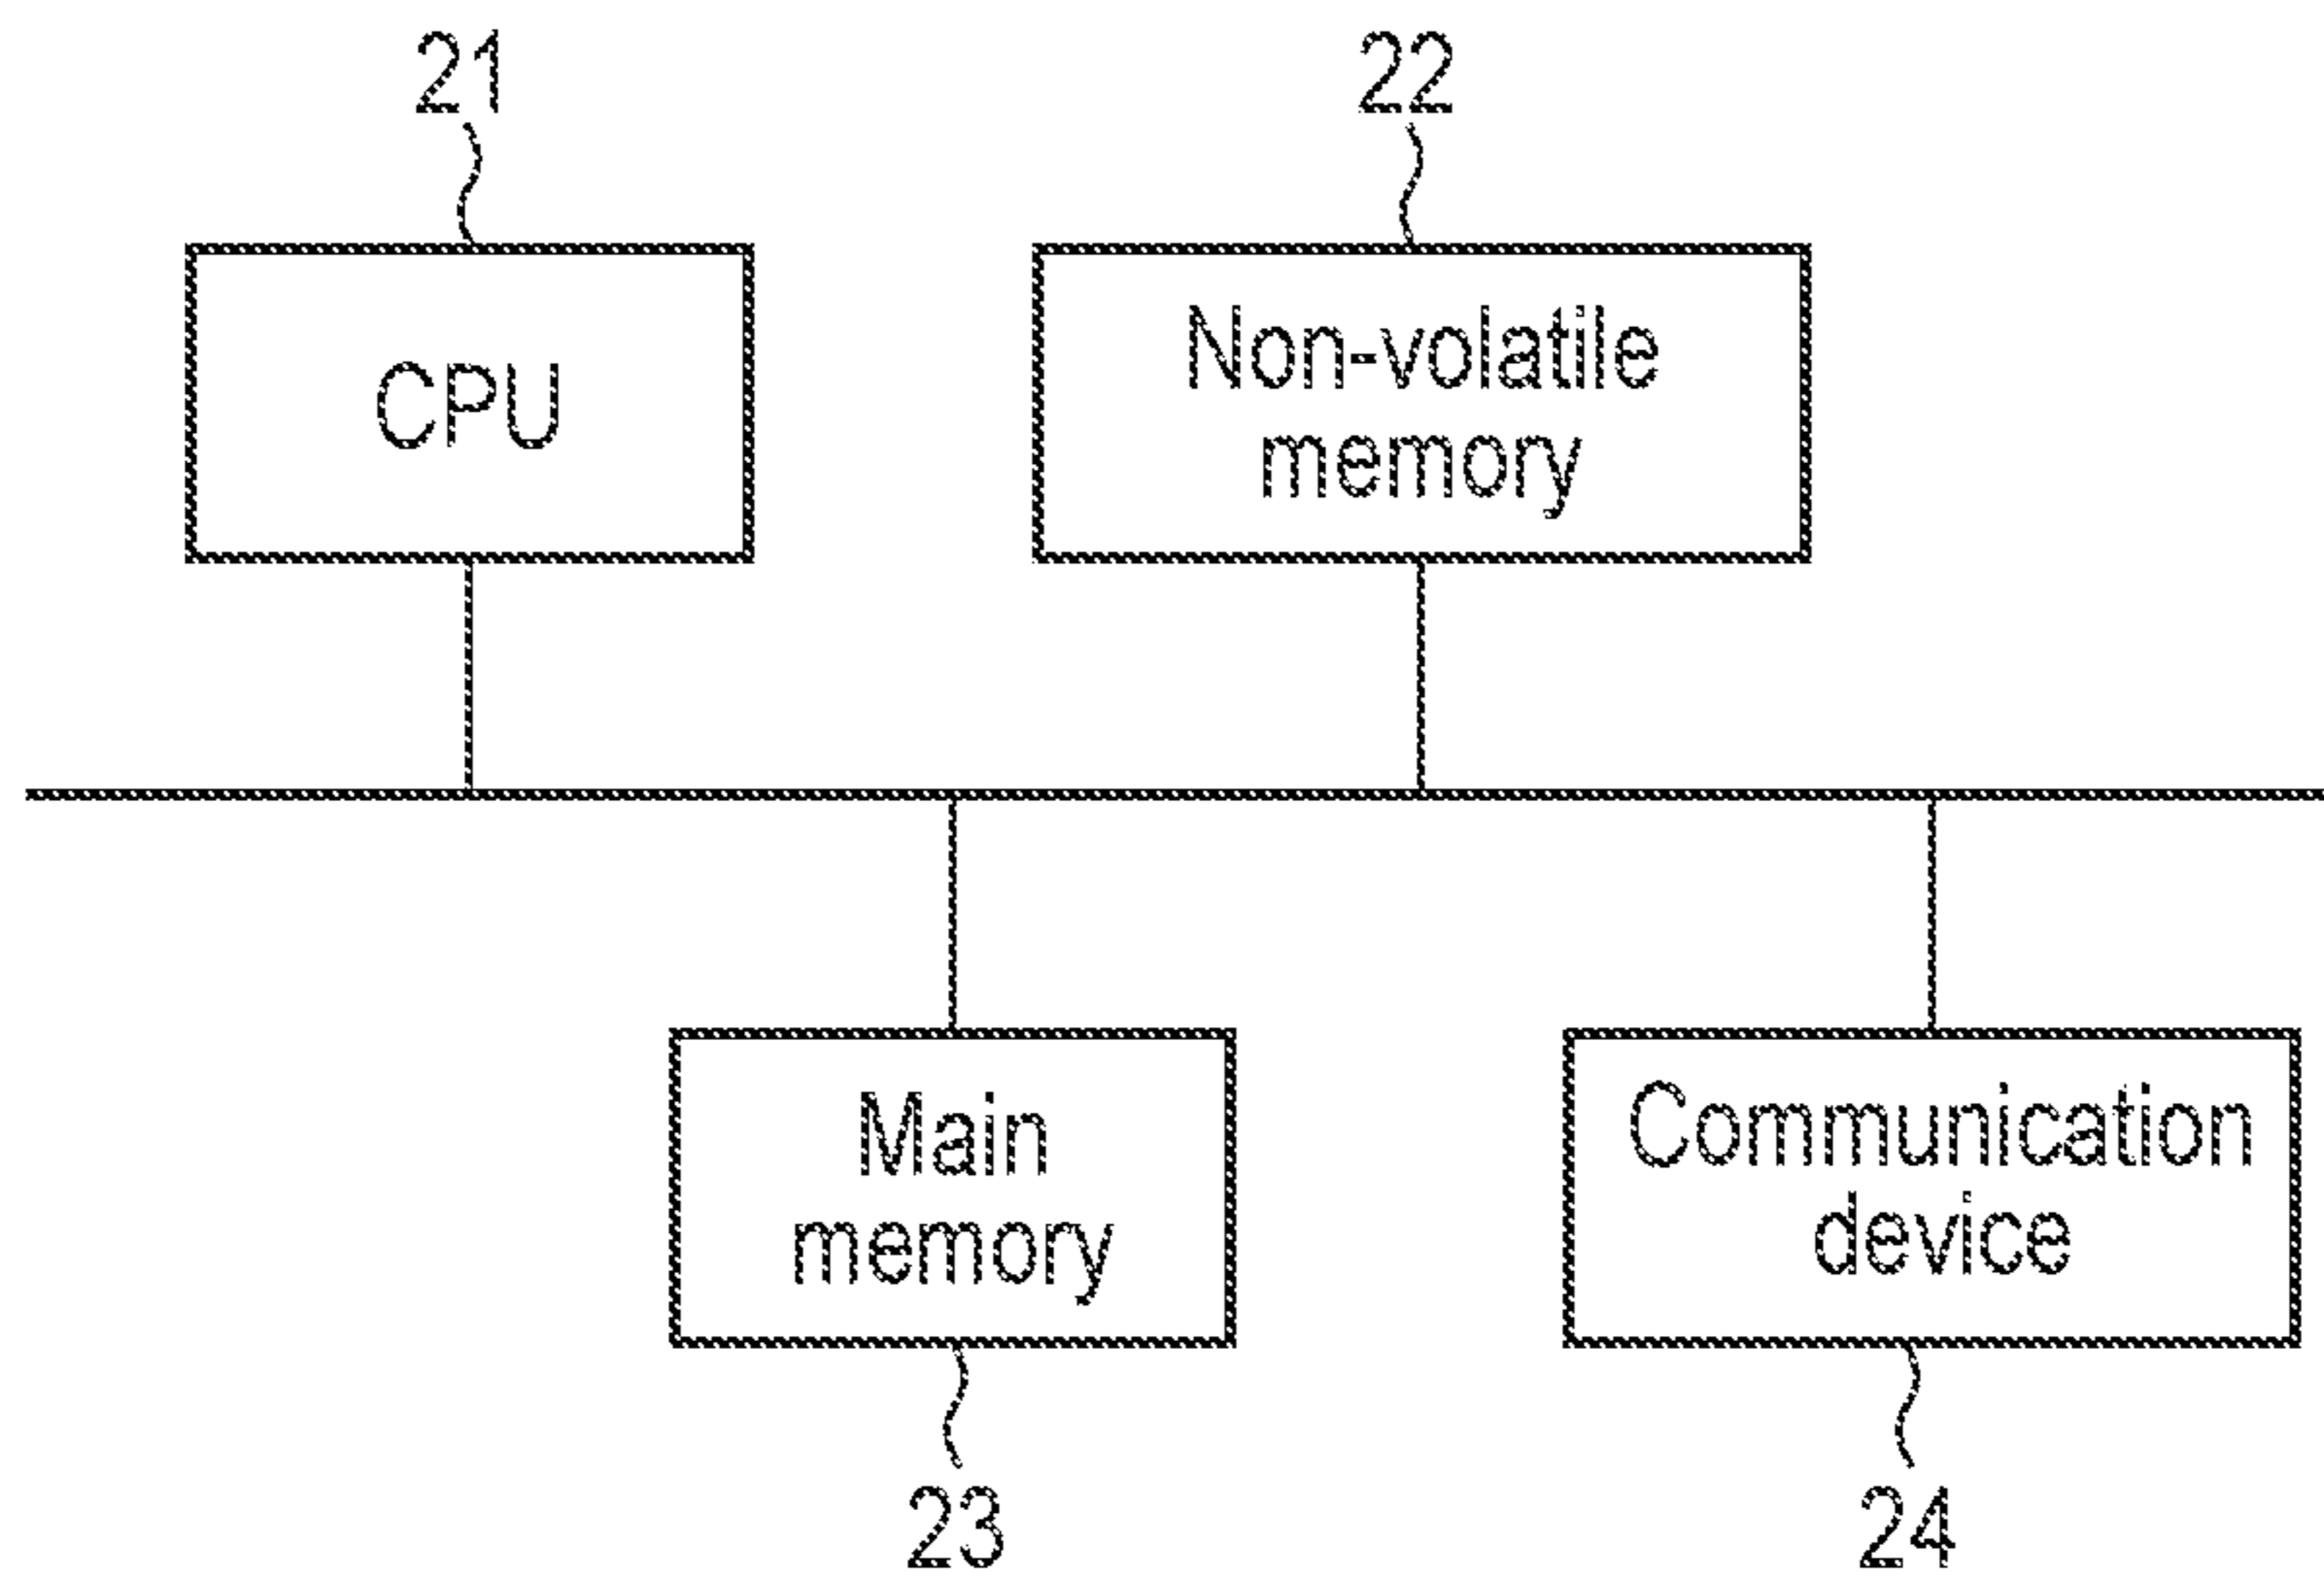 21
22
CPU
Non-volatile
memory
Main
memory
Communication
device
23
24